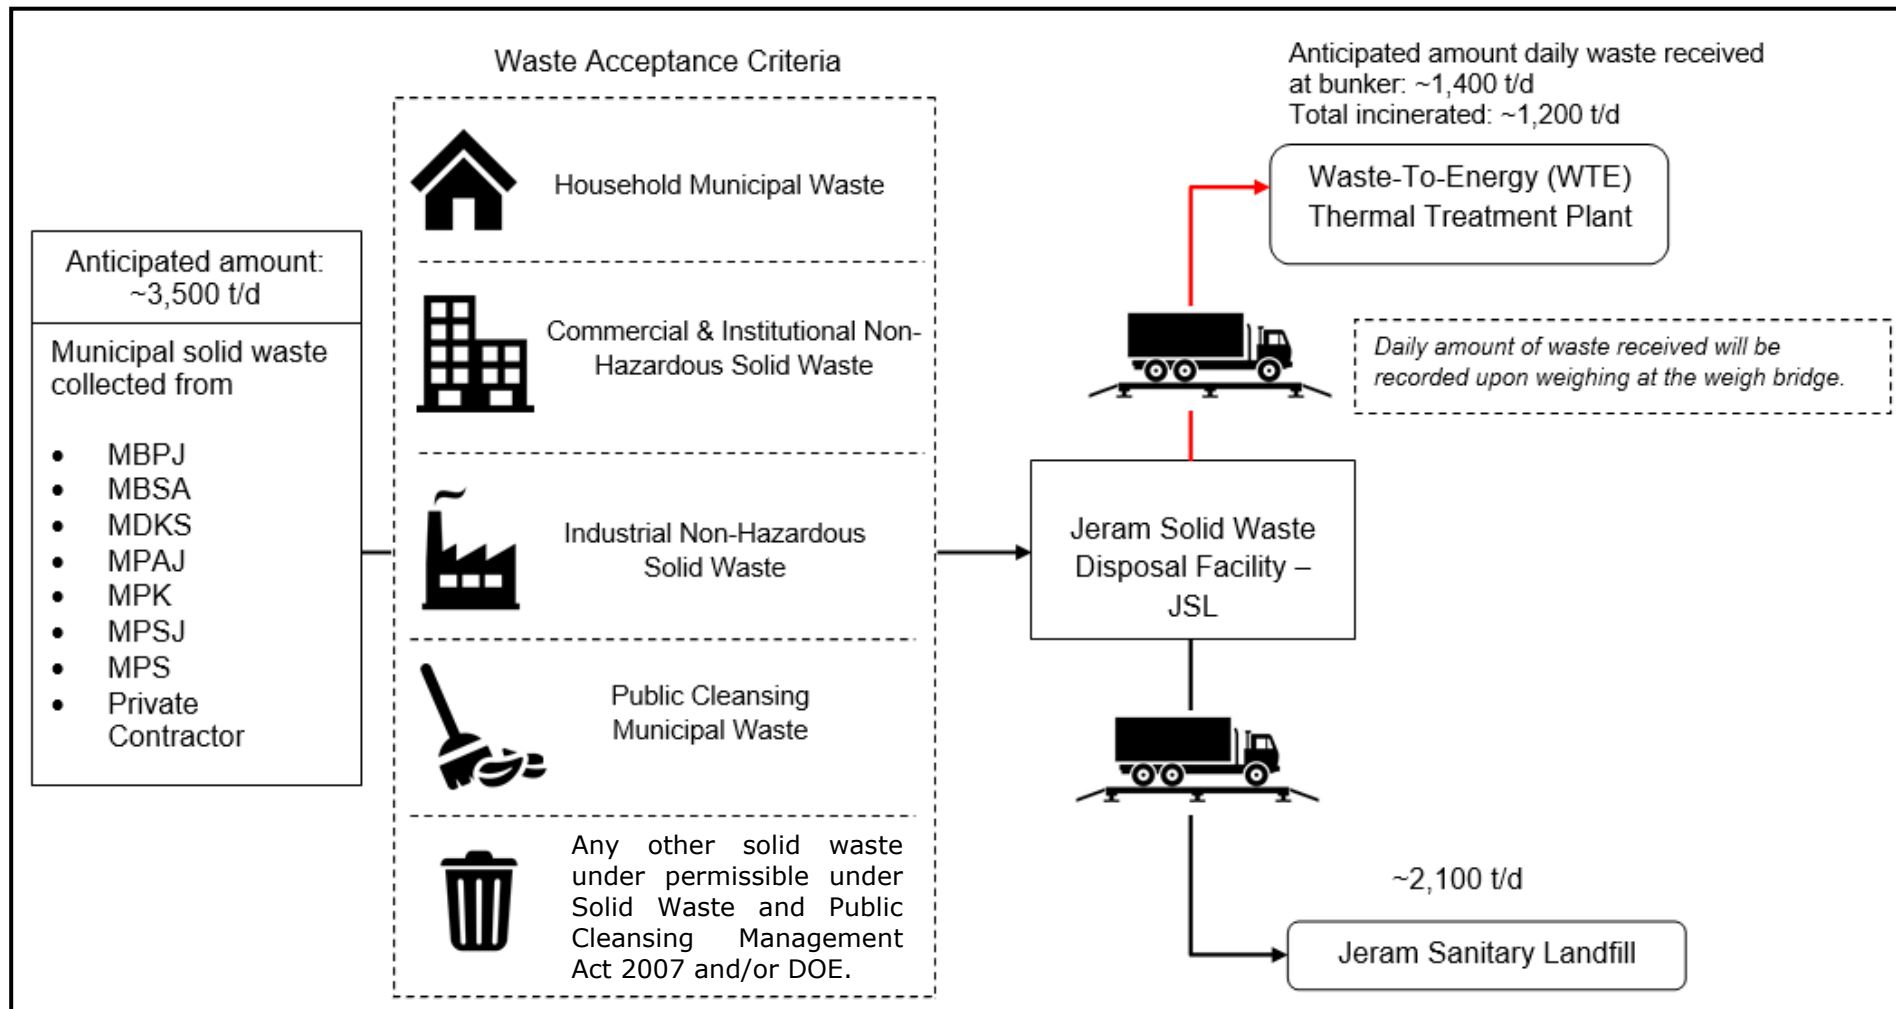 Waste Acceptance Criteria
Anticipated amount:
~3,500 t/d
Municipal solid waste
collected from
• MBPJ
• MBSA
• MDKS
• MPAJ
• MPK
• MPSJ
• MPS
• Private
Contractor
Household Municipal Waste
Commercial & Institutional Non-
Hazardous Solid Waste
Industrial Non-Hazardous
Solid Waste
Public Cleansing
Municipal Waste
Any other solid waste
under permissible under
Solid Waste and Public
Cleansing Management
Act 2007 and/or DOE.
Jeram Solid Waste
Disposal Facility –
JSL
Anticipated amount daily waste received
at bunker: ~1,400 t/d
Total incinerated: ~1,200 t/d
Waste-To-Energy (WTE)
Thermal Treatment Plant
Daily amount of waste received will be
recorded upon weighing at the weigh bridge.
~2,100 t/d
Jeram Sanitary Landfill